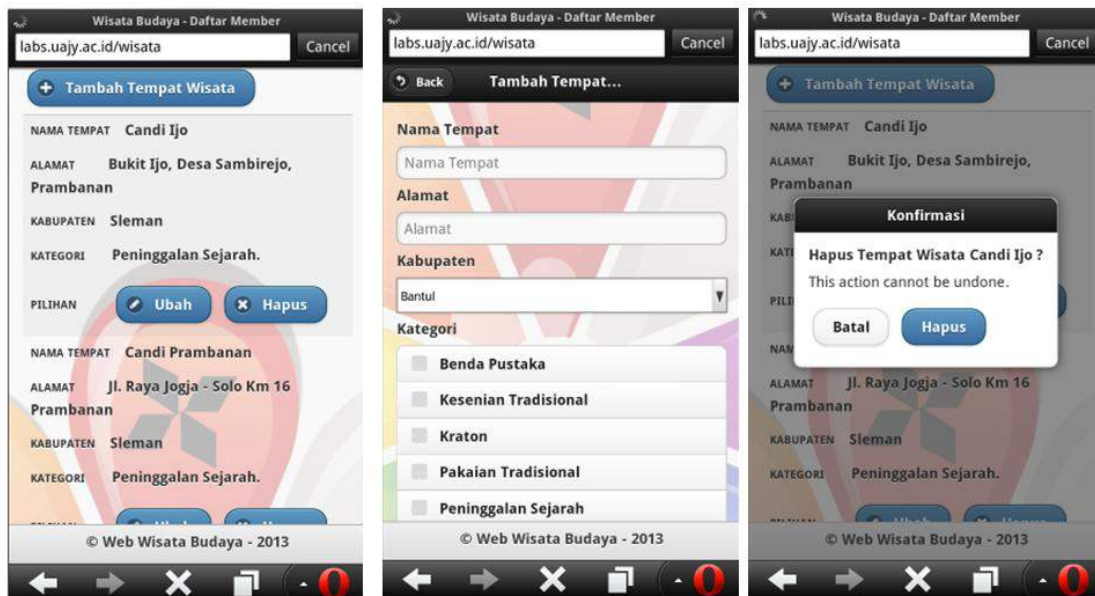 Wisata Budaya - Daftar Member
labs.uajy.ac.id/wisata Cancel
Tambah Tempat Wisata
NAMA TEMPAT Candi Ijo
ALAMAT Bukit Ijo, Desa Sambirejo,
Prambanan
KABUPATEN Sleman
KATEGORI Peninggalan Sejarah.
PILIHAN Ubah Hapus
NAMA TEMPAT Candi Prambanan
ALAMAT Jl. Raya Jogja - Solo Km 16
Prambanan
KABUPATEN Sleman
KATEGORI Peninggalan Sejarah.
© Web Wisata Budaya - 2013
Wisata Budaya - Daftar Member
labs.uajy.ac.id/wisata Cancel
Back Tambah Tempat...
Nama Tempat
Nama Tempat
Alamat
Alamat
Kabupaten
Bantul
Kategori
Benda Pustaka
Kesenian Tradisional
Kraton
Pakaian Tradisional
Peninggalan Sejarah
© Web Wisata Budaya - 2013
Wisata Budaya - Daftar Member
labs.uajy.ac.id/wisata Cancel
Tambah Tempat Wisata
NAMA TEMPAT Candi Ijo
ALAMAT Bukit Ijo, Desa Sambirejo,
Prambanan
Konfirmasi
Hapus Tempat Wisata Candi Ijo ?
This action cannot be undone.
Batal Hapus
ALAMAT Jl. Raya Jogja - Solo Km 16
Prambanan
KABUPATEN Sleman
KATEGORI Peninggalan Sejarah.
© Web Wisata Budaya - 2013